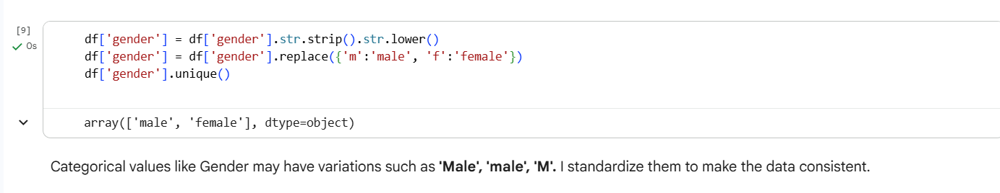 [9]
0s
df['gender'] = df['gender'].str.strip().str.lower()
df['gender'] = df['gender'].replace({'m':'male', 'f':'female'})
df['gender'].unique()
array(['male', 'female'], dtype=object)
Categorical values like Gender may have variations such as 'Male', 'male', 'M'. I standardize them to make the data consistent.